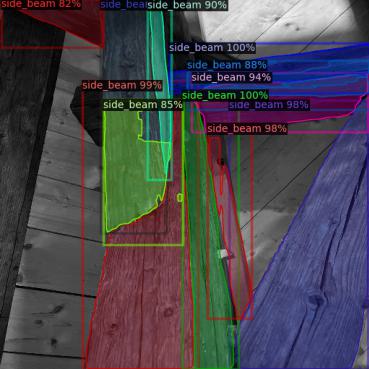 side_beam 82%
side_bea
side_beam 90%
side_beam 100%
side_beam 88%
side_beam 94%
side_beam 99%
side_beam 100%
side_beam 85%
side_beam 98%
side_beam 98%